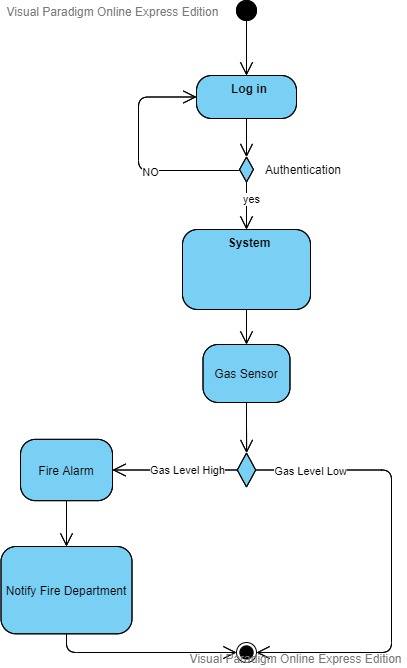 Visual Paradigm Online Express Edition
Log in
NO
Authentication
yes
System
Gas Sensor
Fire Alarm
Gas Level High
Gas Level Low
Notify Fire Department
Visual Paradigm Online Express Edition